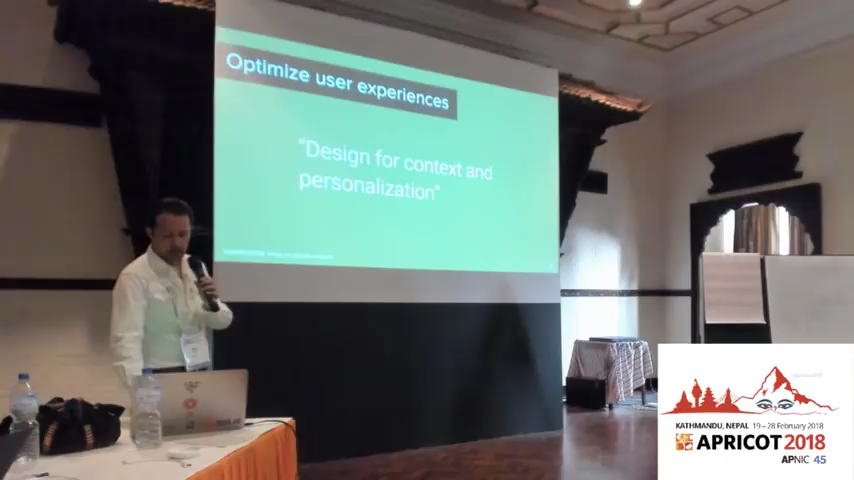 Optimize user experiences
"Design for context and
personalization"
KATHMANDU, NEPAL 19 - 28 February 2018
APRICOT 2018
APNIC 45